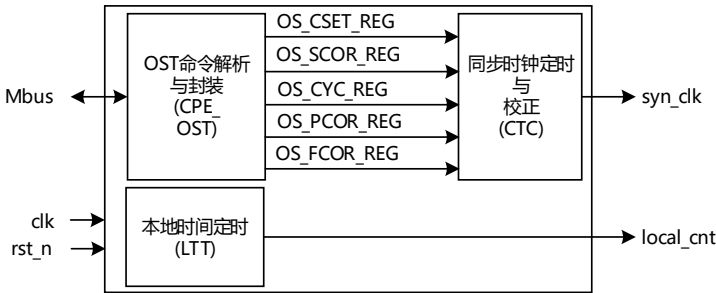 OS_CSET_REG
OS_SCOR_REG
OS_CYC_REG
OS_PCOR_REG
OS_FCOR_REG
Mbus
OST命令解析
与封装
(CPE_
OST)
同步时钟定时
与
校正
(CTC)
syn_clk
clk
rst_n
本地时间定时
(LTT)
local_cnt